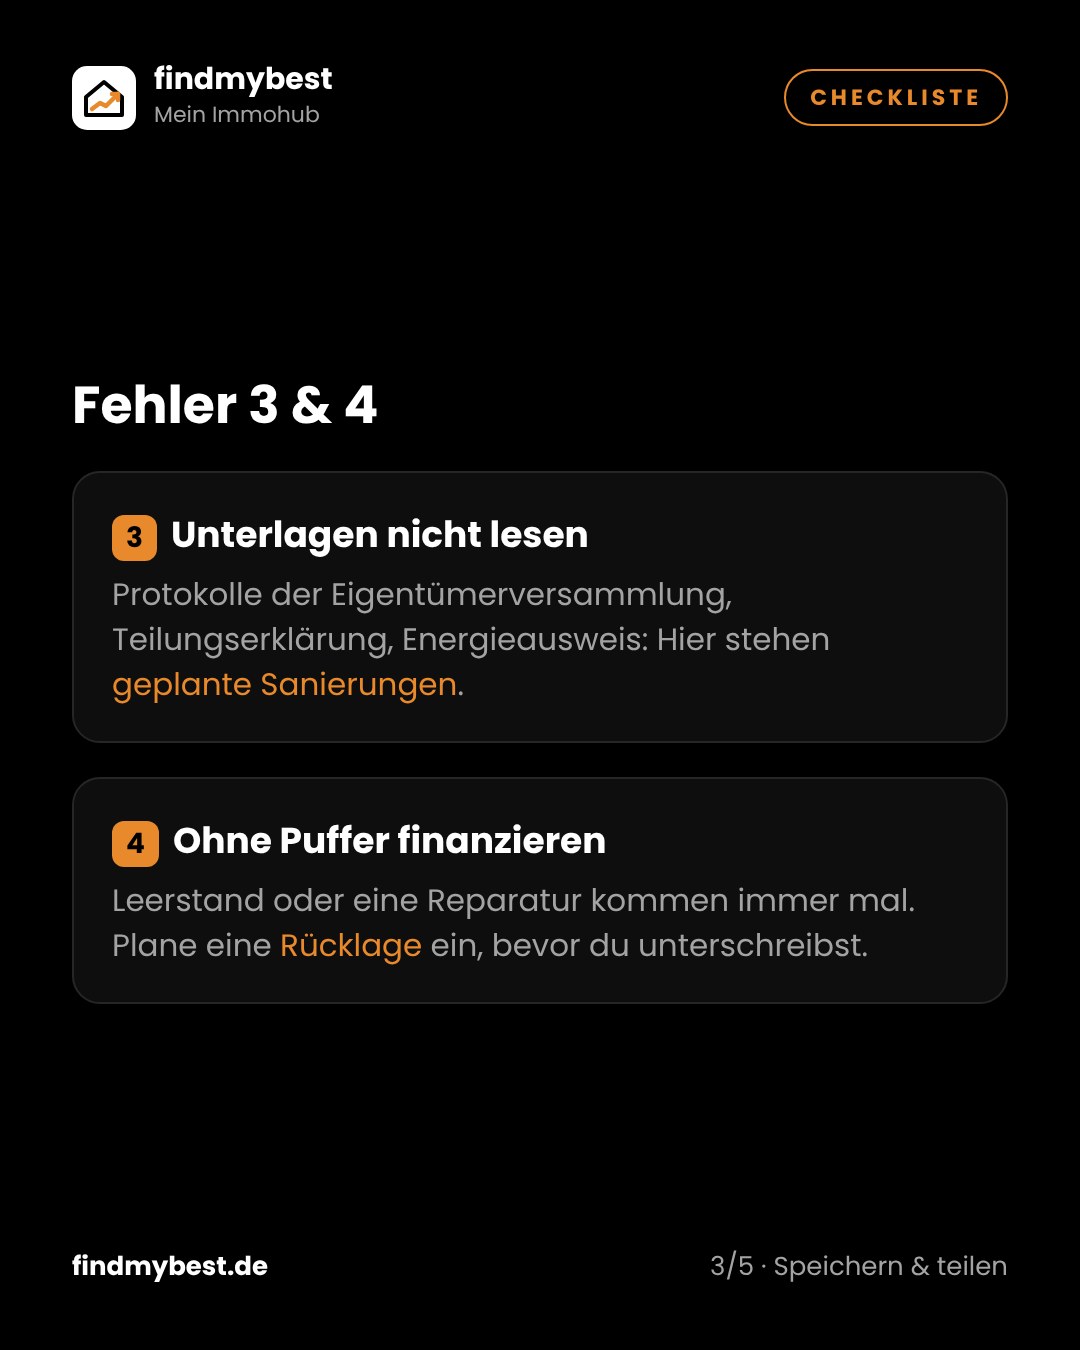 findmybest
Mein Immohub
CHECKLISTE
Fehler 3 & 4
3 Unterlagen nicht lesen
Protokolle der Eigentümerversammlung,
Teilungserklärung, Energieausweis: Hier stehen
geplante Sanierungen.
4 Ohne Puffer finanzieren
Leerstand oder eine Reparatur kommen immer mal.
Plane eine Rücklage ein, bevor du unterschreibst.
findmybest.de
3/5 · Speichern & teilen